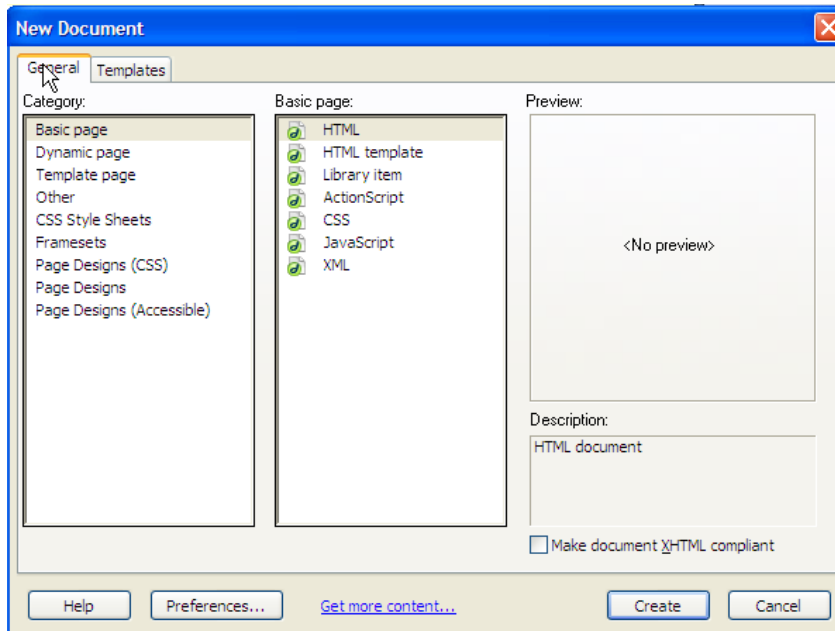 New Document
General
Templates
Category:
Basic page
Dynamic page
Template page
Other
CSS Style Sheets
Framesets
Page Designs (CSS)
Page Designs
Page Designs (Accessible)
Basic page:
HTML
HTML template
Library item
ActionScript
CSS
JavaScript
XML
Preview:
<No preview>
Description:
HTML document
Make document XHTML compliant
Help
Preferences...
Get more content...
Create
Cancel